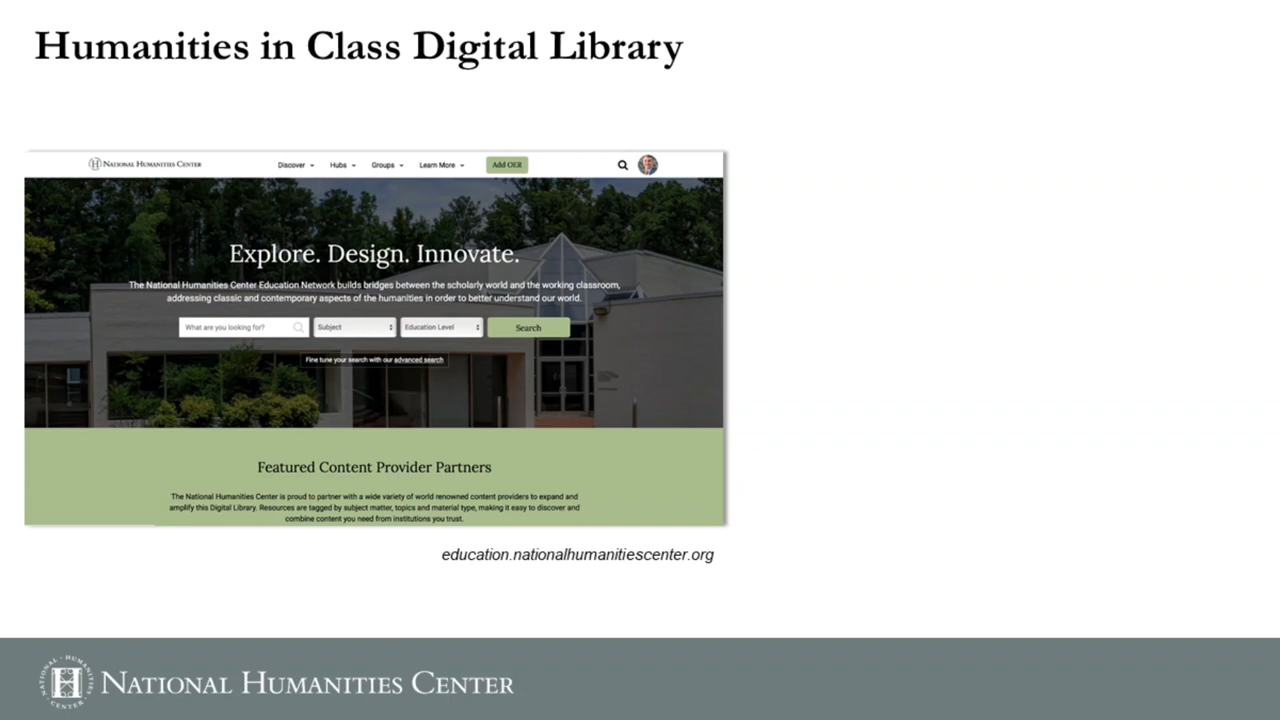 Humanities in Class Digital Library
NATIONAL HUMANITIES CENTER
Discover Hubs Groups Learn More Add OER
Explore. Design. Innovate.
The National Humanities Center Education Network builds bridges between the scholarly world and the working classroom,
addressing classic and contemporary aspects of the humanities in order to better understand our world.
What are you looking for? Subject Education Level Search
Fine tune your search with our advanced search
Featured Content Provider Partners
The National Humanities Center is proud to partner with a wide variety of world renowned content providers to expand and
amplify this Digital Library. Resources are tagged by subject matter, topics and material type, making it easy to discover and
combine content you need from institutions you trust.
education.nationalhumanitiescenter.org
NATIONAL · HUMANITIES · CENTER ·
H
NATIONAL HUMANITIES CENTER